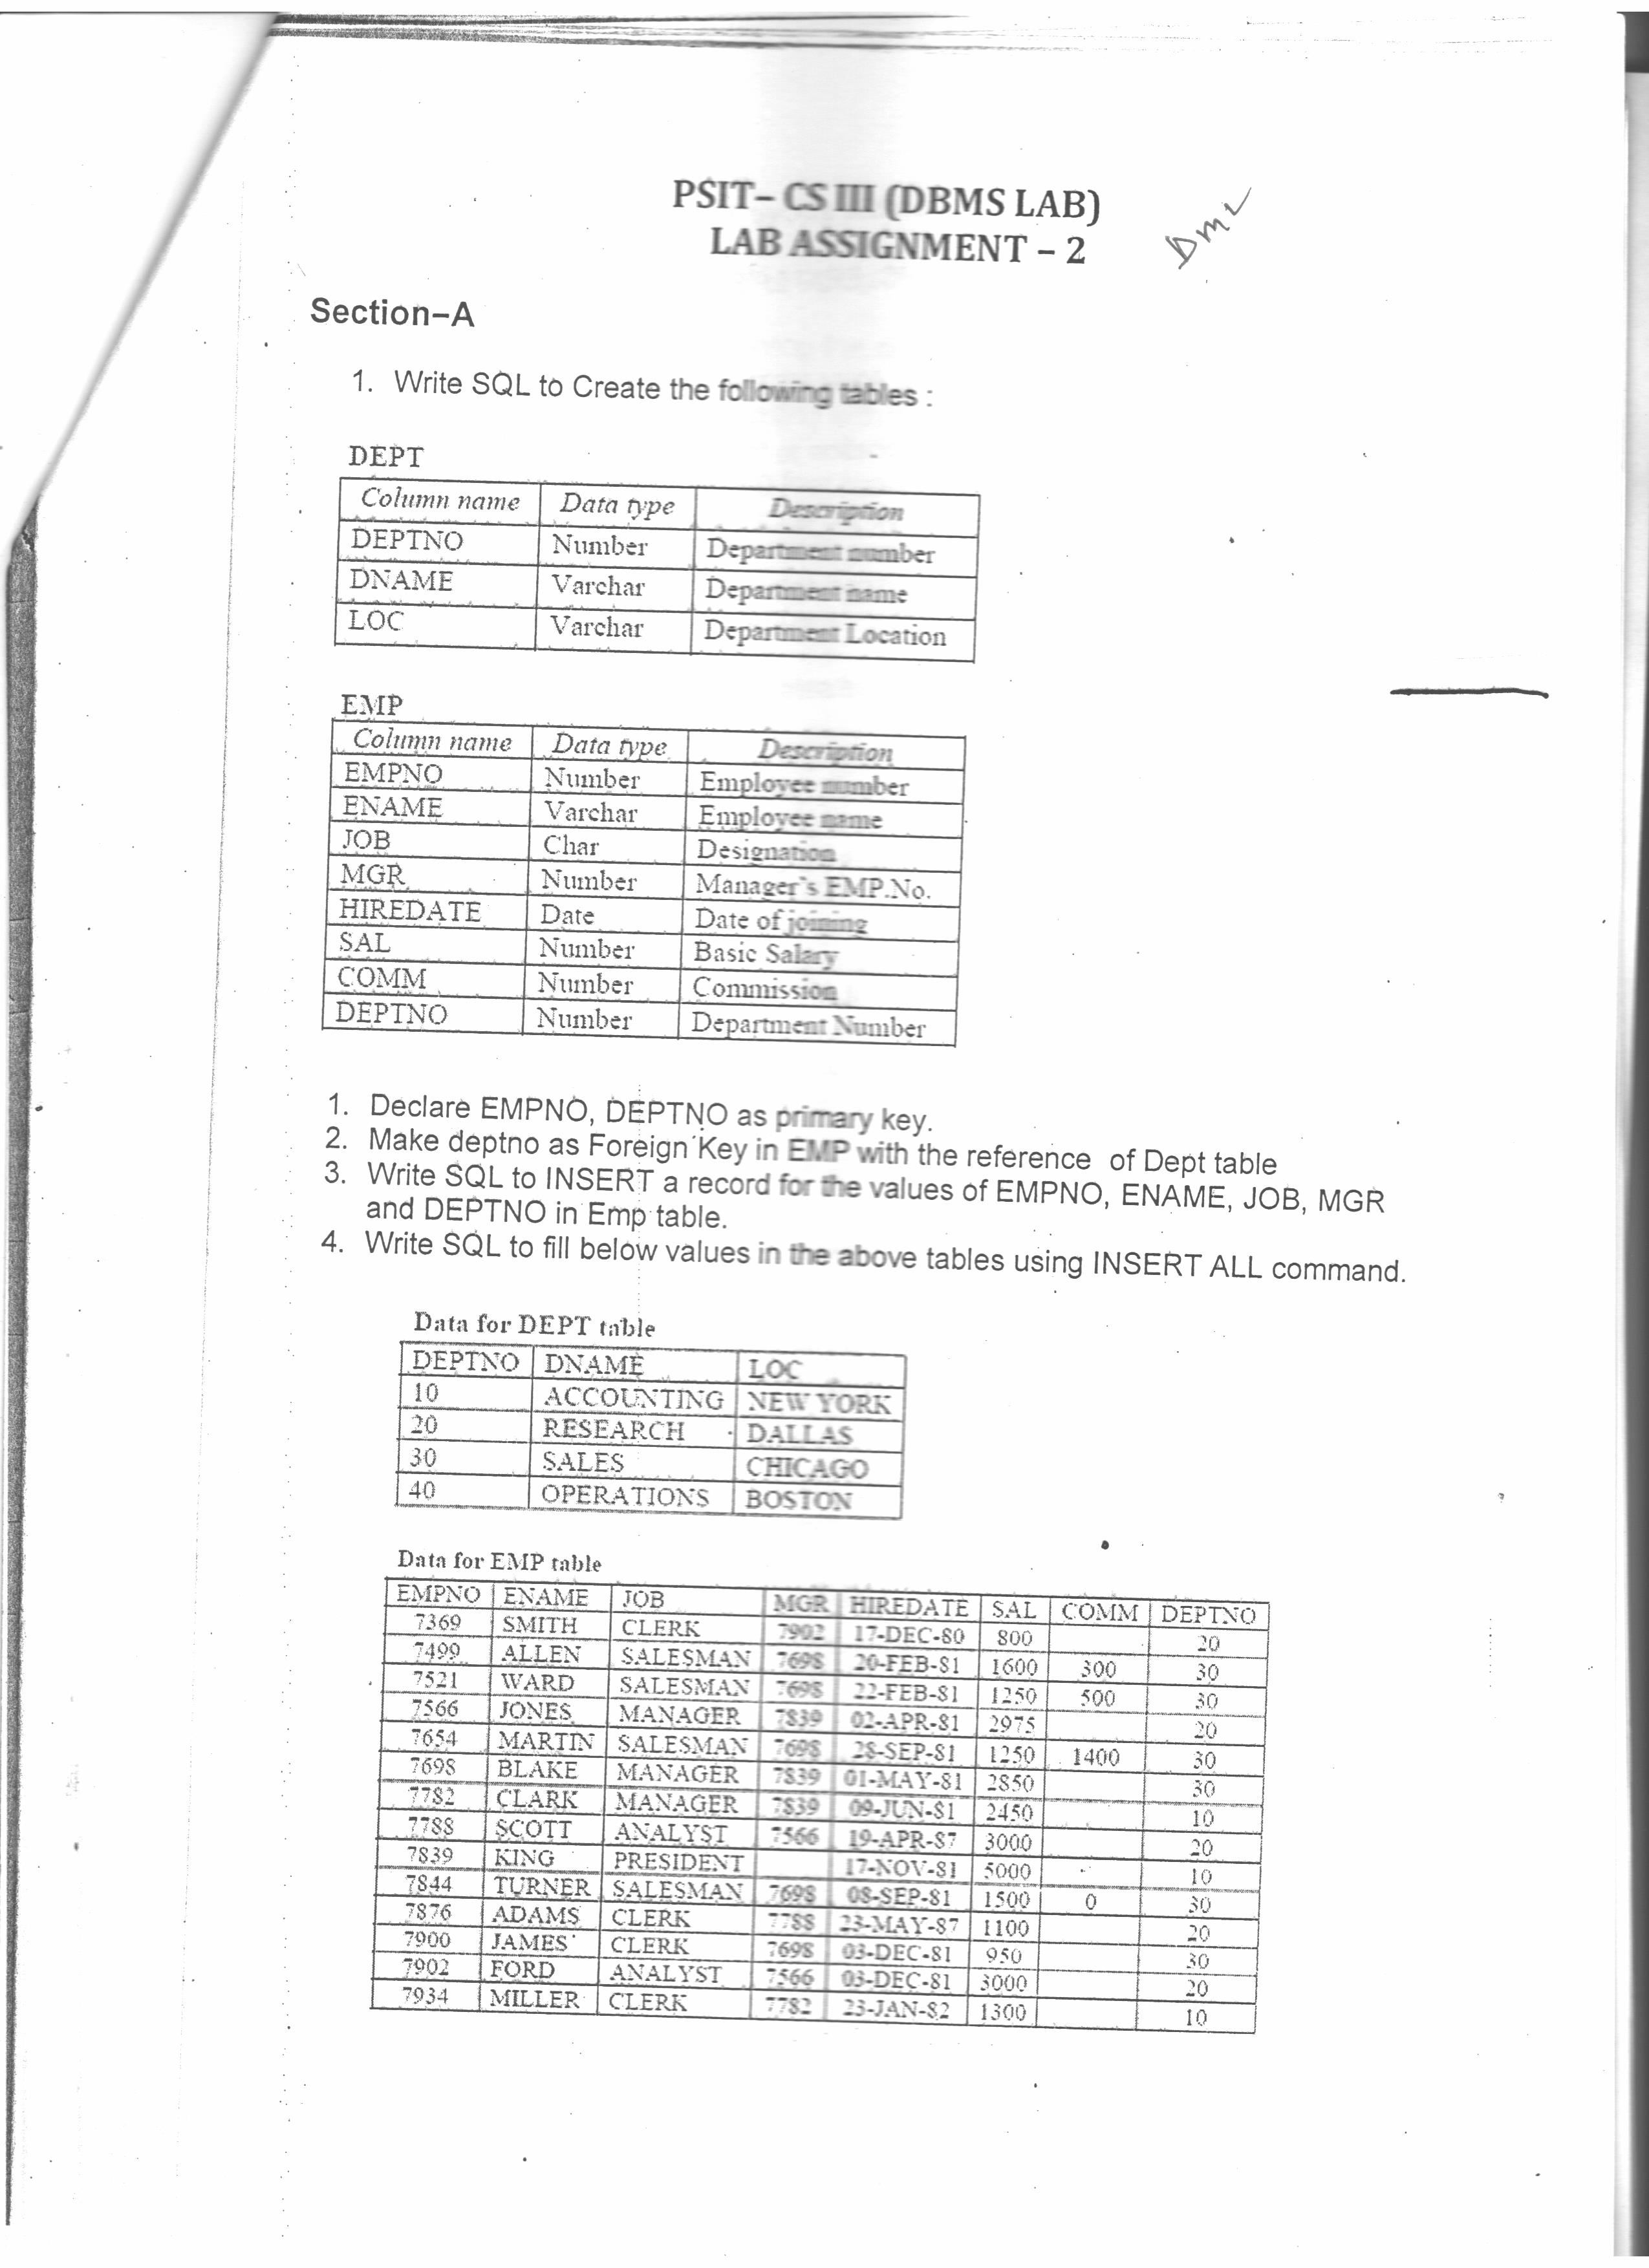 PSIT– CS III (DBMS LAB)
LAB ASSIGNMENT – 2
Dml
Section–A
1. Write SQL to Create the following tables :
DEPT
Column name Data type Description
DEPTNO Number Department number
DNAME Varchar Department name
LOC Varchar Department Location
EMP
Column name Data type Description
EMPNO Number Employee number
ENAME Varchar Employee name
JOB Char Designation
MGR Number Manager's EMP.No.
HIREDATE Date Date of joining
SAL Number Basic Salary
COMM Number Commission
DEPTNO Number Department Number
1. Declare EMPNO, DEPTNO as primary key.
2. Make deptno as Foreign Key in EMP with the reference of Dept table
3. Write SQL to INSERT a record for the values of EMPNO, ENAME, JOB, MGR
and DEPTNO in Emp table.
4. Write SQL to fill below values in the above tables using INSERT ALL command.
Data for DEPT table
DEPTNO DNAME LOC
10 ACCOUNTING NEW YORK
20 RESEARCH DALLAS
30 SALES CHICAGO
40 OPERATIONS BOSTON
Data for EMP table
EMPNO ENAME JOB MGR HIREDATE SAL COMM DEPTNO
7369 SMITH CLERK 7902 17-DEC-80 800 20
7499 ALLEN SALESMAN 7698 20-FEB-81 1600 300 30
7521 WARD SALESMAN 7698 22-FEB-81 1250 500 30
7566 JONES MANAGER 7839 02-APR-81 2975 20
7654 MARTIN SALESMAN 7698 28-SEP-81 1250 1400 30
7698 BLAKE MANAGER 7839 01-MAY-81 2850 30
7782 CLARK MANAGER 7839 09-JUN-81 2450 10
7788 SCOTT ANALYST 7566 19-APR-87 3000 20
7839 KING PRESIDENT 17-NOV-81 5000 10
7844 TURNER SALESMAN 7698 08-SEP-81 1500 0 30
7876 ADAMS CLERK 7788 23-MAY-87 1100 20
7900 JAMES CLERK 7698 03-DEC-81 950 30
7902 FORD ANALYST 7566 03-DEC-81 3000 20
7934 MILLER CLERK 7782 23-JAN-82 1300 10